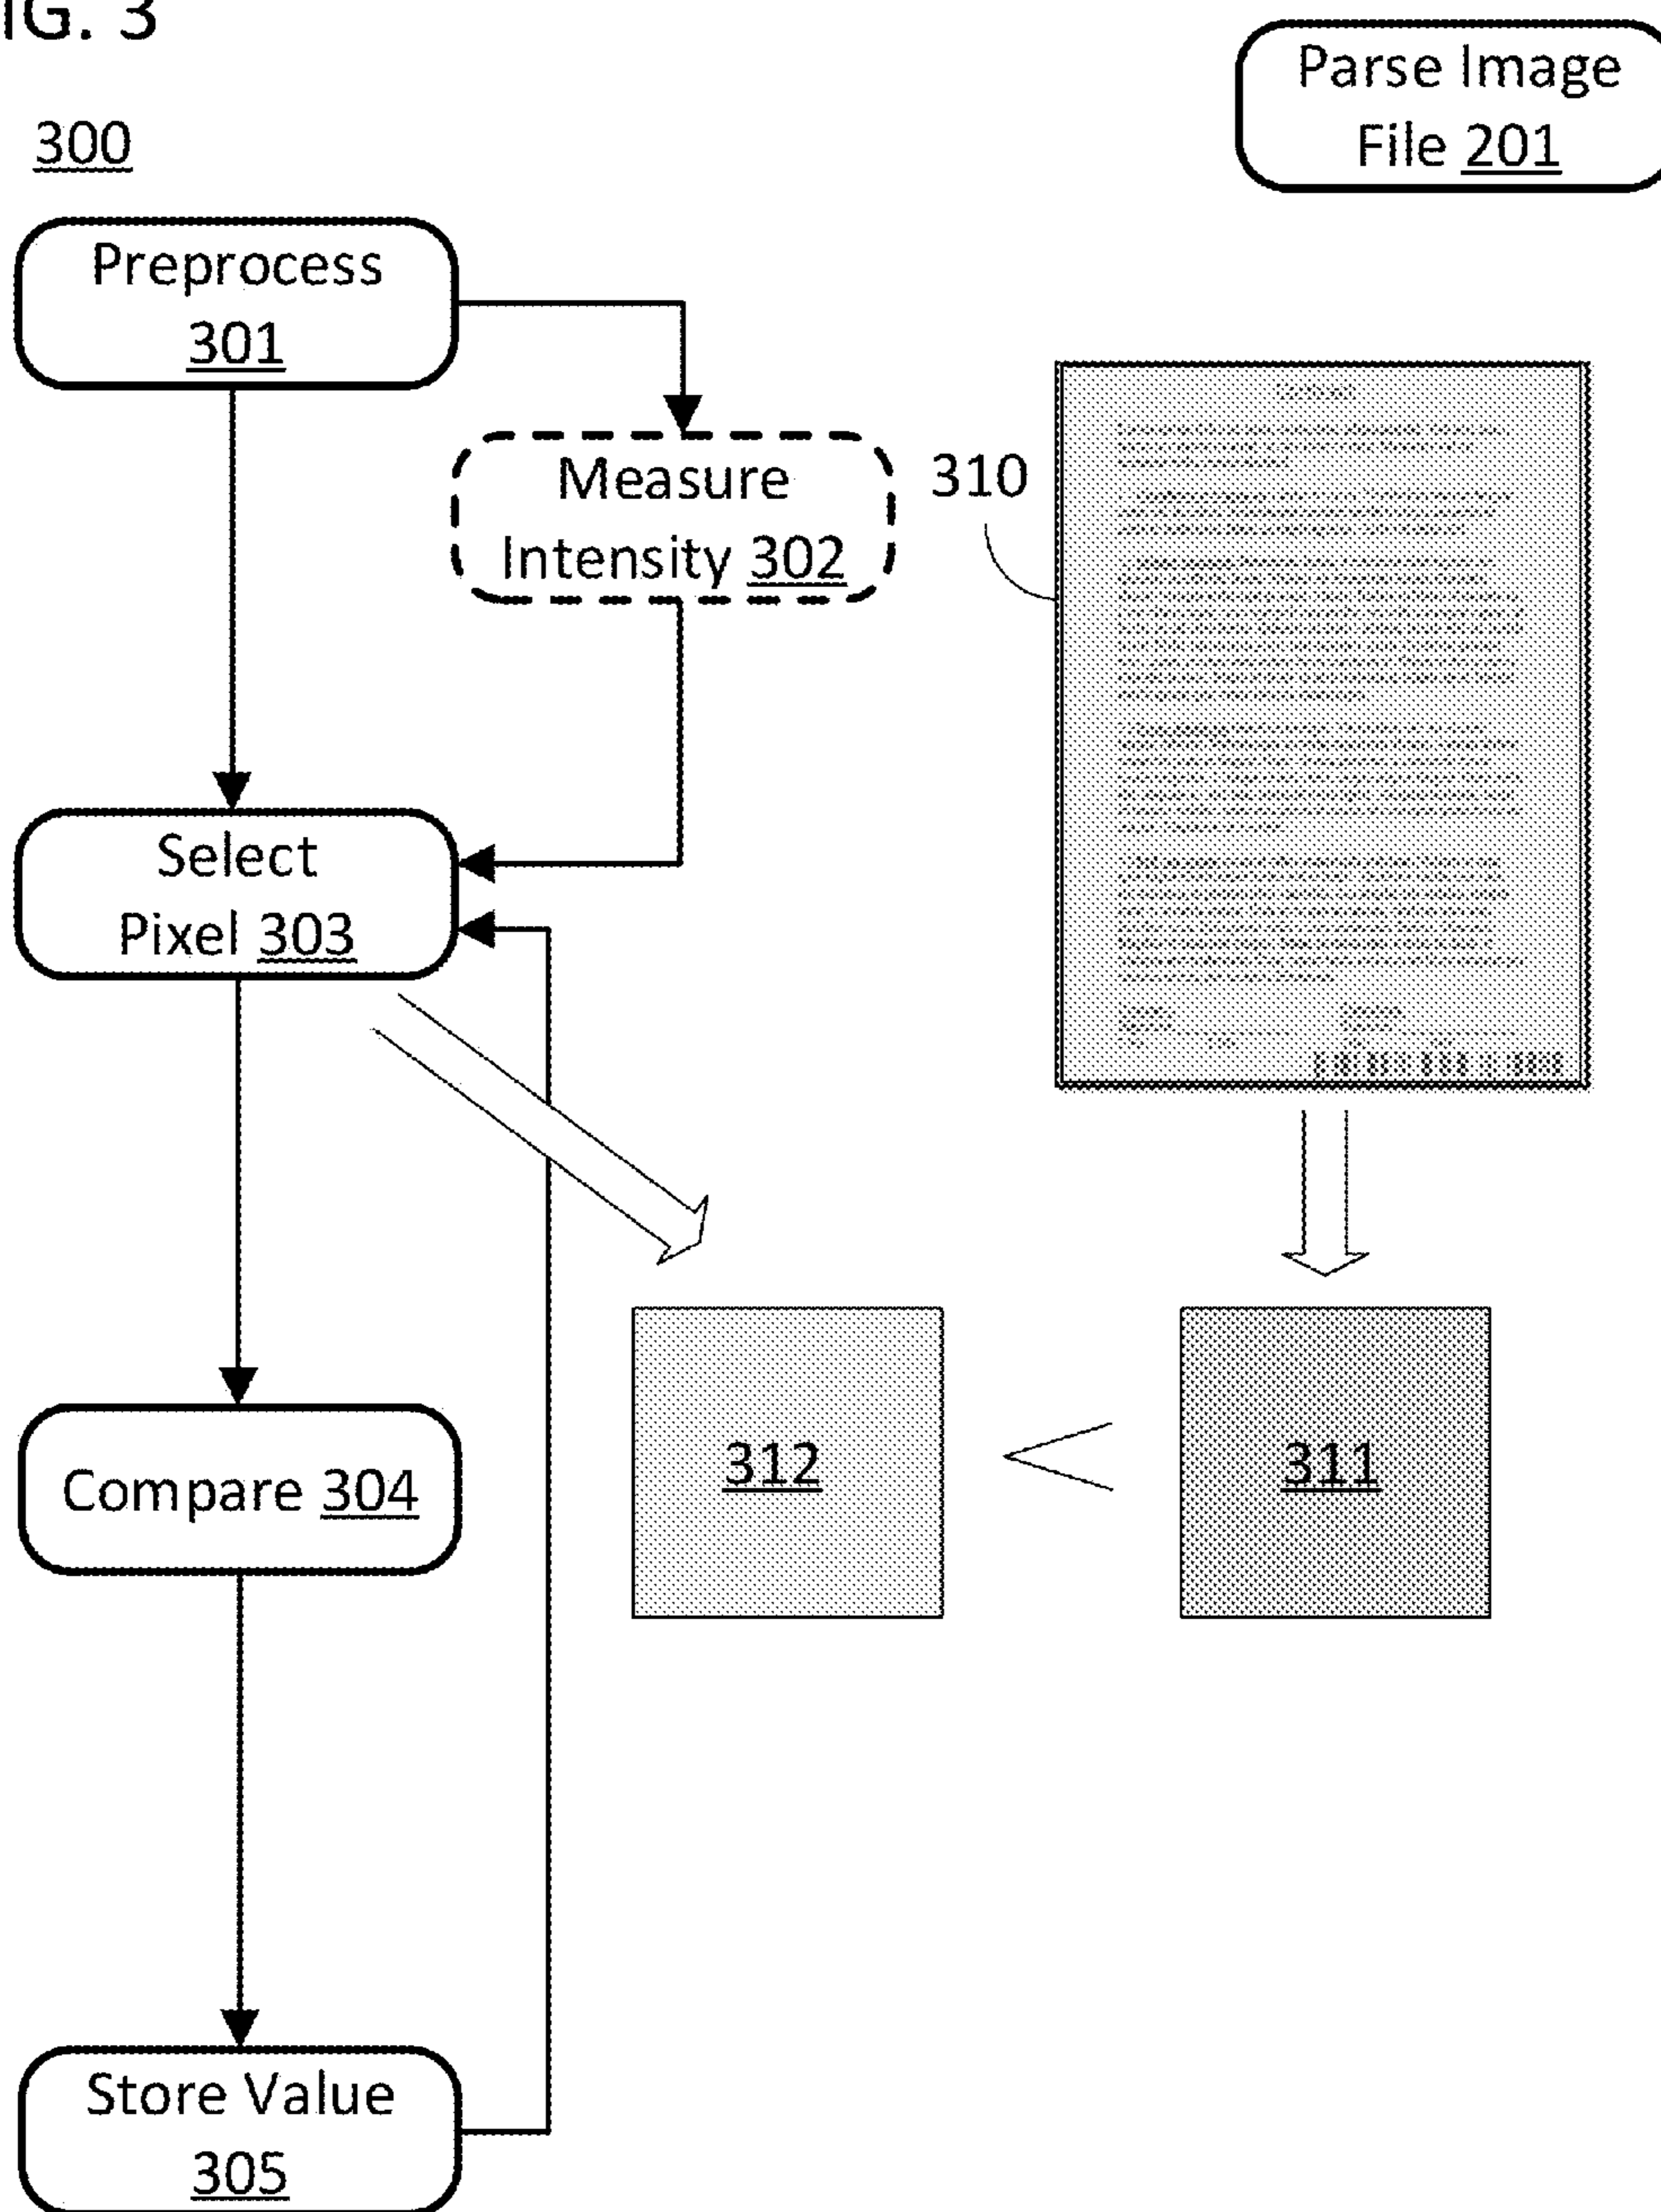 IG. 3
Parse Image
File 201
300
Preprocess
301
Measure
Intensity 302
310
Select
Pixel 303
312
<
311
Compare 304
Store Value
305